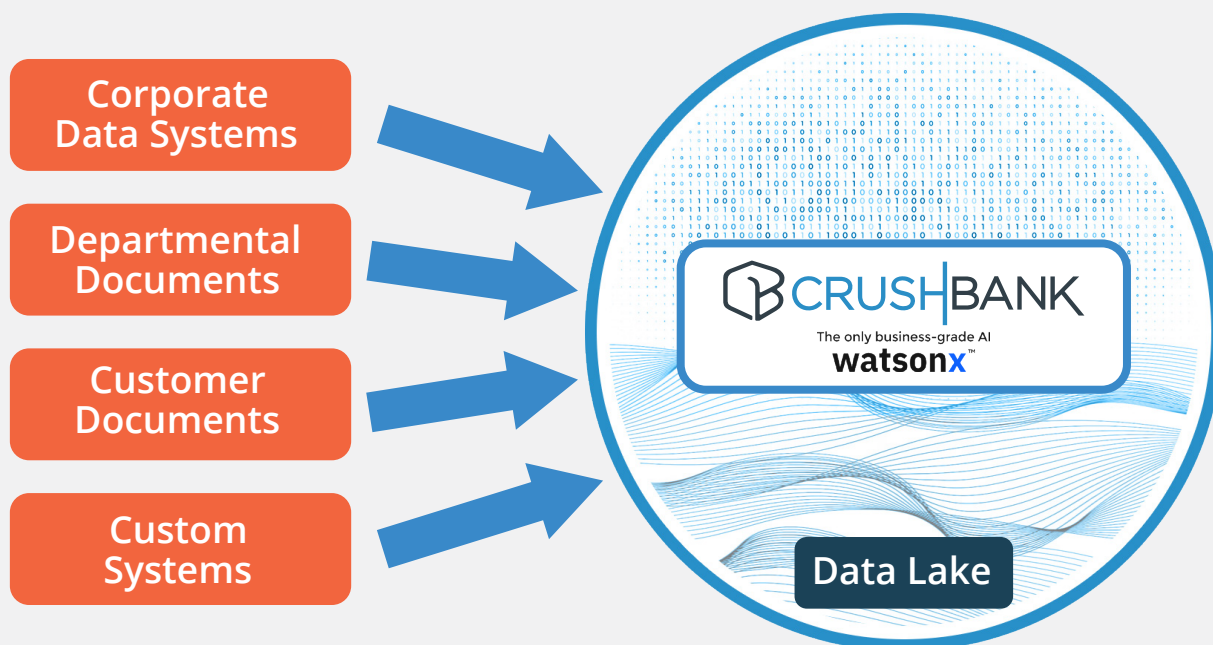 Corporate
Data Systems
Departmental
Documents
Customer
Documents
Custom
Systems
CRUSHBANK
The only business-grade AI
watsonx™
Data Lake